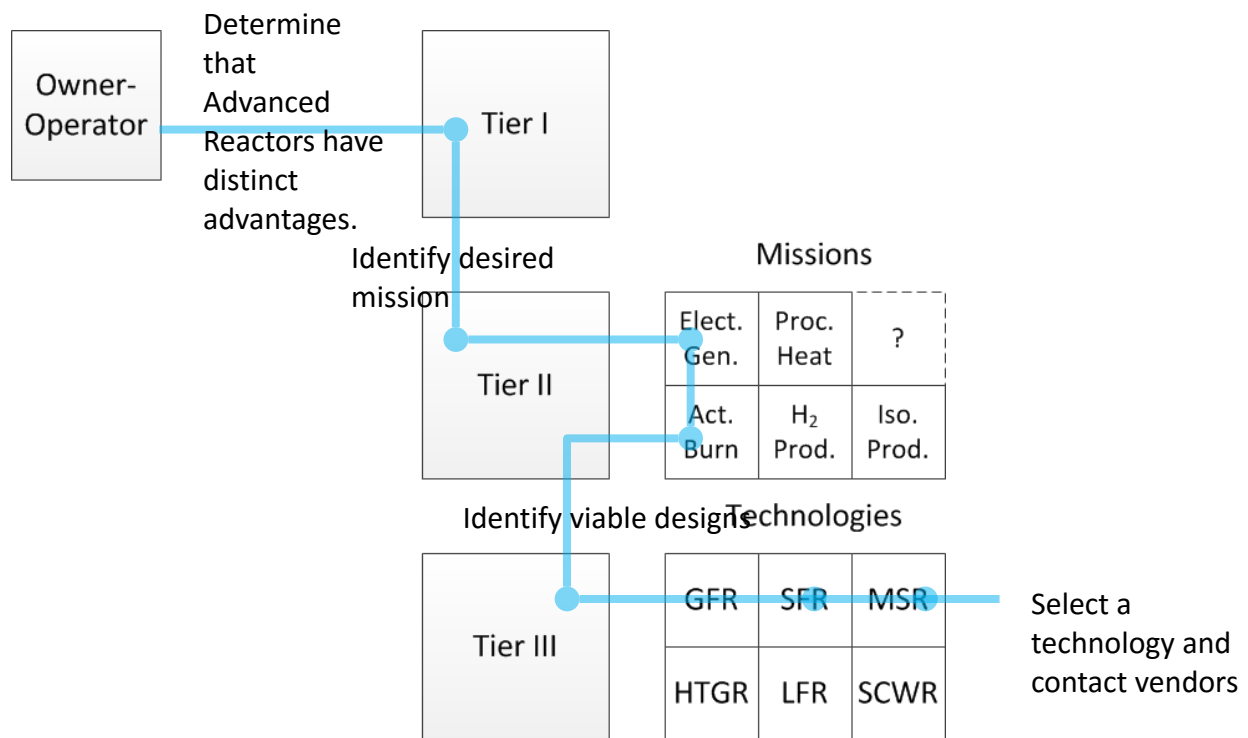 Owner-
Operator
Determine
that
Advanced
Reactors have
distinct
advantages.
Tier I
Identify desired
mission
Missions
Tier II
Elect.
Gen.
Proc.
Heat
?
Act.
Burn
H₂
Prod.
Iso.
Prod.
Identify viable designs
Technologies
Tier III
GFR
SFR
MSR
HTGR
LFR
SCWR
Select a
technology and
contact vendors